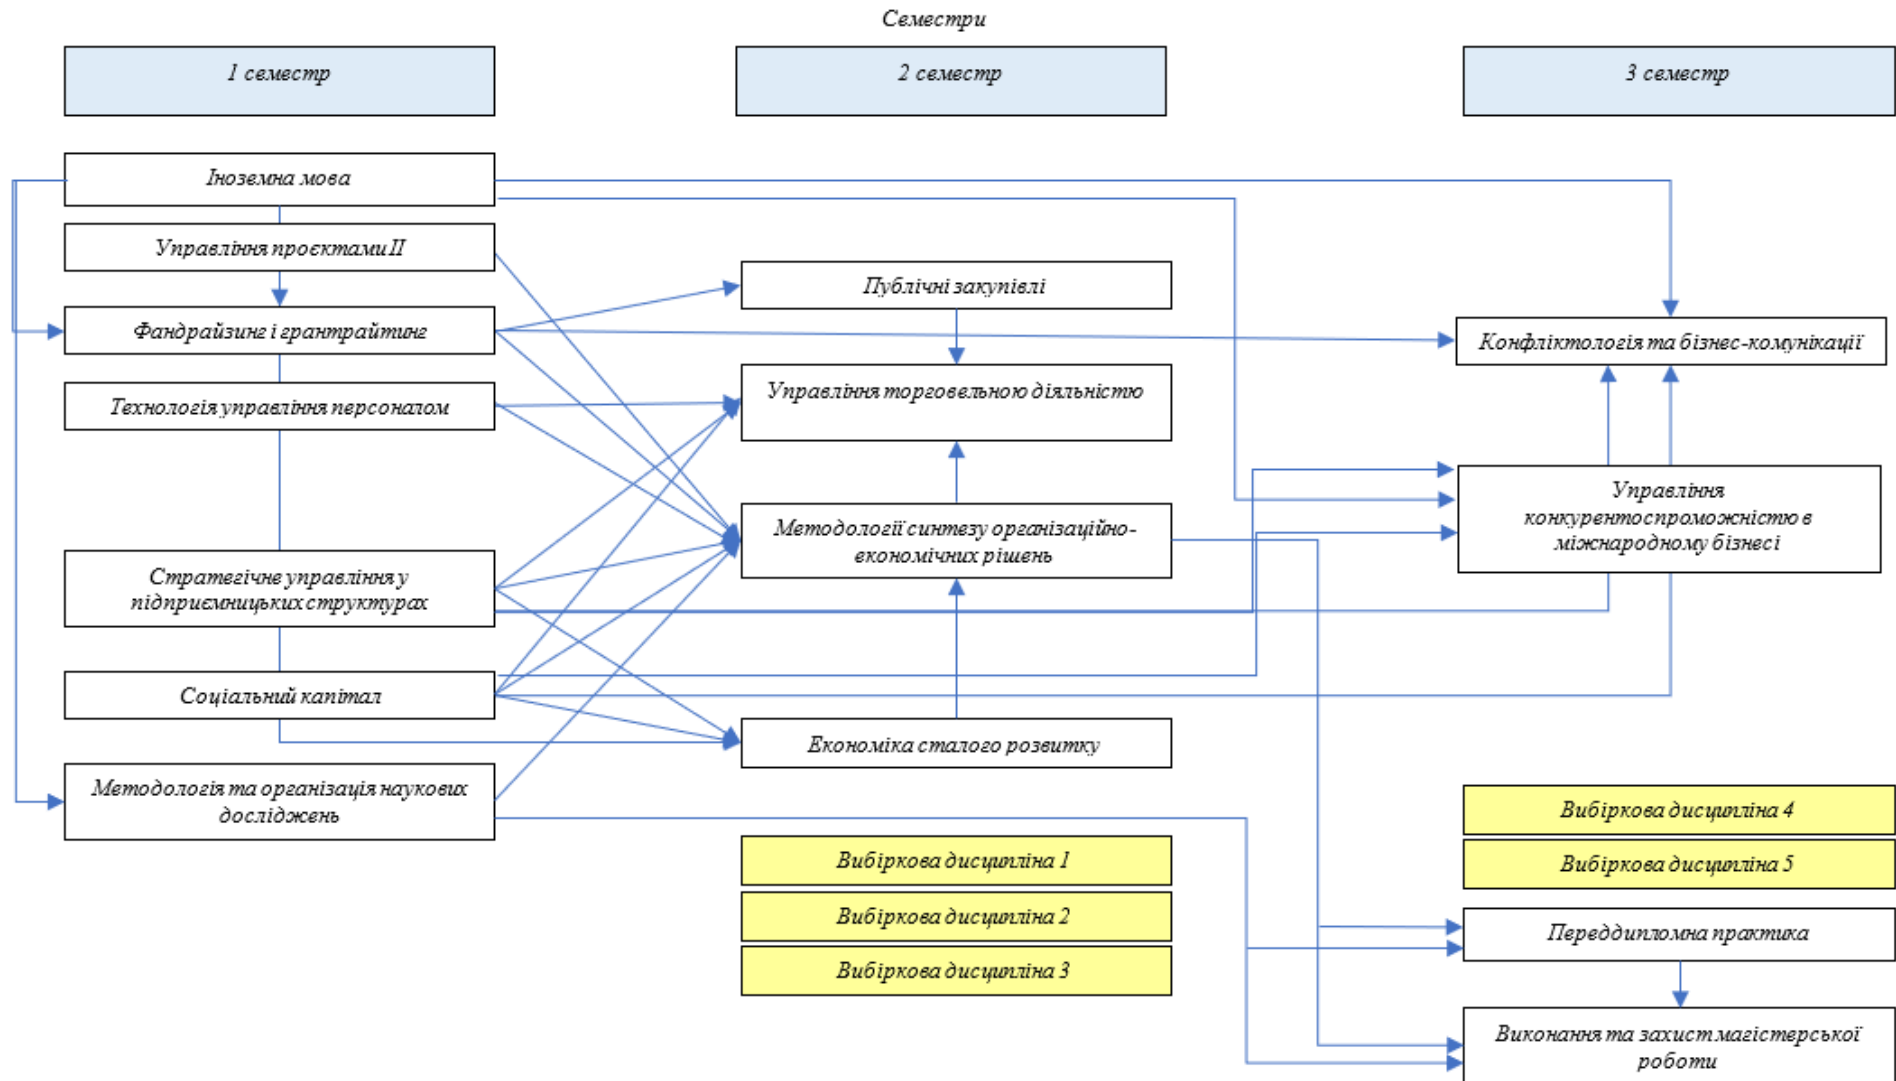 Семестри
1 семестр
2 семестр
3 семестр
Іноземна мова
Управління проєктами ІІ
Фандрайзинг і грантрайтинг
Технологія управління персоналом
Стратегічне управління у
підприємницьких структурах
Соціальний капітал
Методологія та організація наукових
досліджень
Публічні закупівлі
Управління торговельною діяльністю
Методології синтезу організаційно-
економічних рішень
Економіка сталого розвитку
Вибіркова дисципліна 1
Вибіркова дисципліна 2
Вибіркова дисципліна 3
Конфліктологія та бізнес-комунікації
Управління
конкурентоспроможністю в
міжнародному бізнесі
Вибіркова дисципліна 4
Вибіркова дисципліна 5
Переддипломна практика
Виконання та захист магістерської
роботи